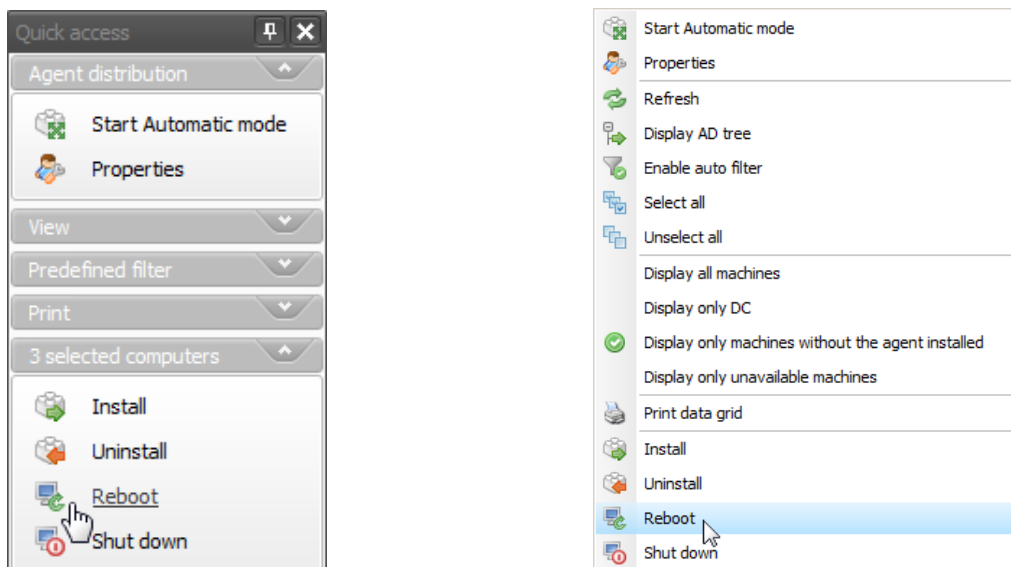 Quick access
Agent distribution
Start Automatic mode
Properties
View
Predefined filter
Print
3 selected computers
Install
Uninstall
Reboot
Shut down
Start Automatic mode
Properties
Refresh
Display AD tree
Enable auto filter
Select all
Unselect all
Display all machines
Display only DC
Display only machines without the agent installed
Display only unavailable machines
Print data grid
Install
Uninstall
Reboot
Shut down